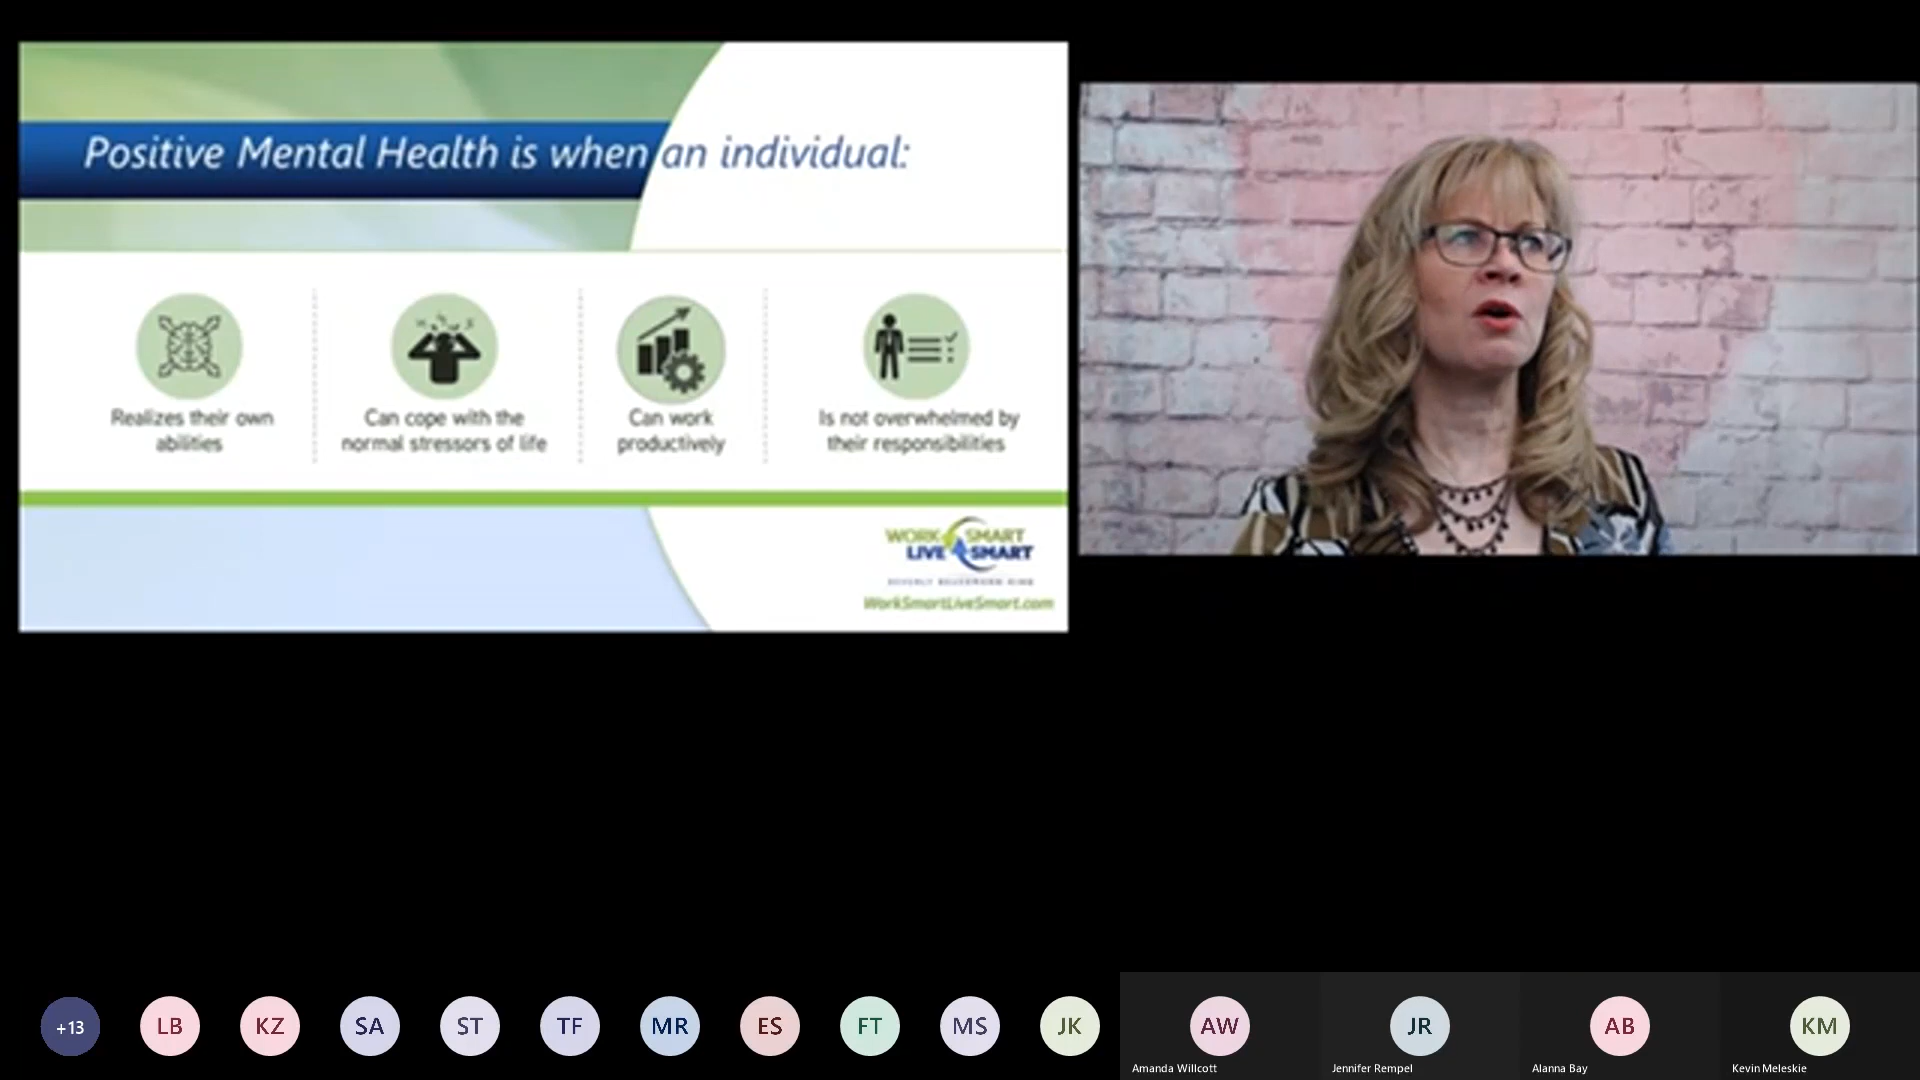 Positive Mental Health is when an individual:
Realizes their own
abilities
Can cope with the
normal stressors of life
Can work
productively
Is not overwhelmed by
their responsibilities
WORK SMART
LIVE SMART
WorkSmartLiveSmart.com
+13
LB
KZ
SA
ST
TF
MR
ES
FT
MS
JK
AW
JR
AB
KM
Amanda Willcott
Jennifer Rempel
Alanna Bay
Kevin Meleskie